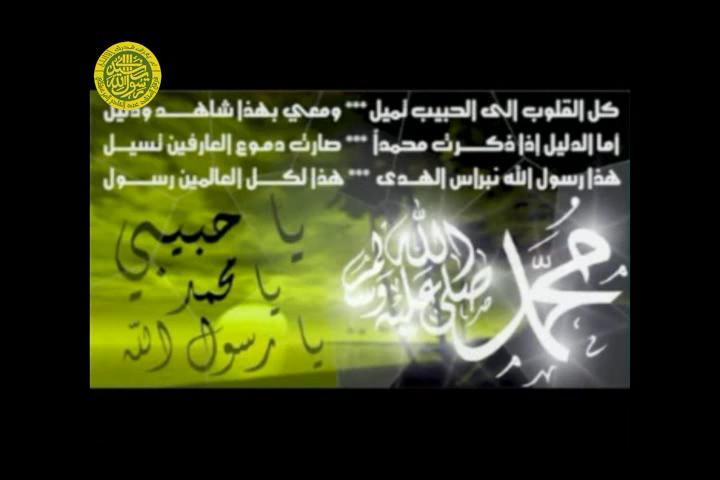 كل القلوب إلى الحبيب تميل *** ومعي بهذا شاهد ودليل
أما الدليل إذا ذكرت محمداً *** صارت دموع العارفين تسيل
هذا رسول الله نبراس الهدى *** هذا لكل العالمين رسول
محمد صلى الله عليه وسلم
يا حبيبي
يا محمد
يا رسول الله